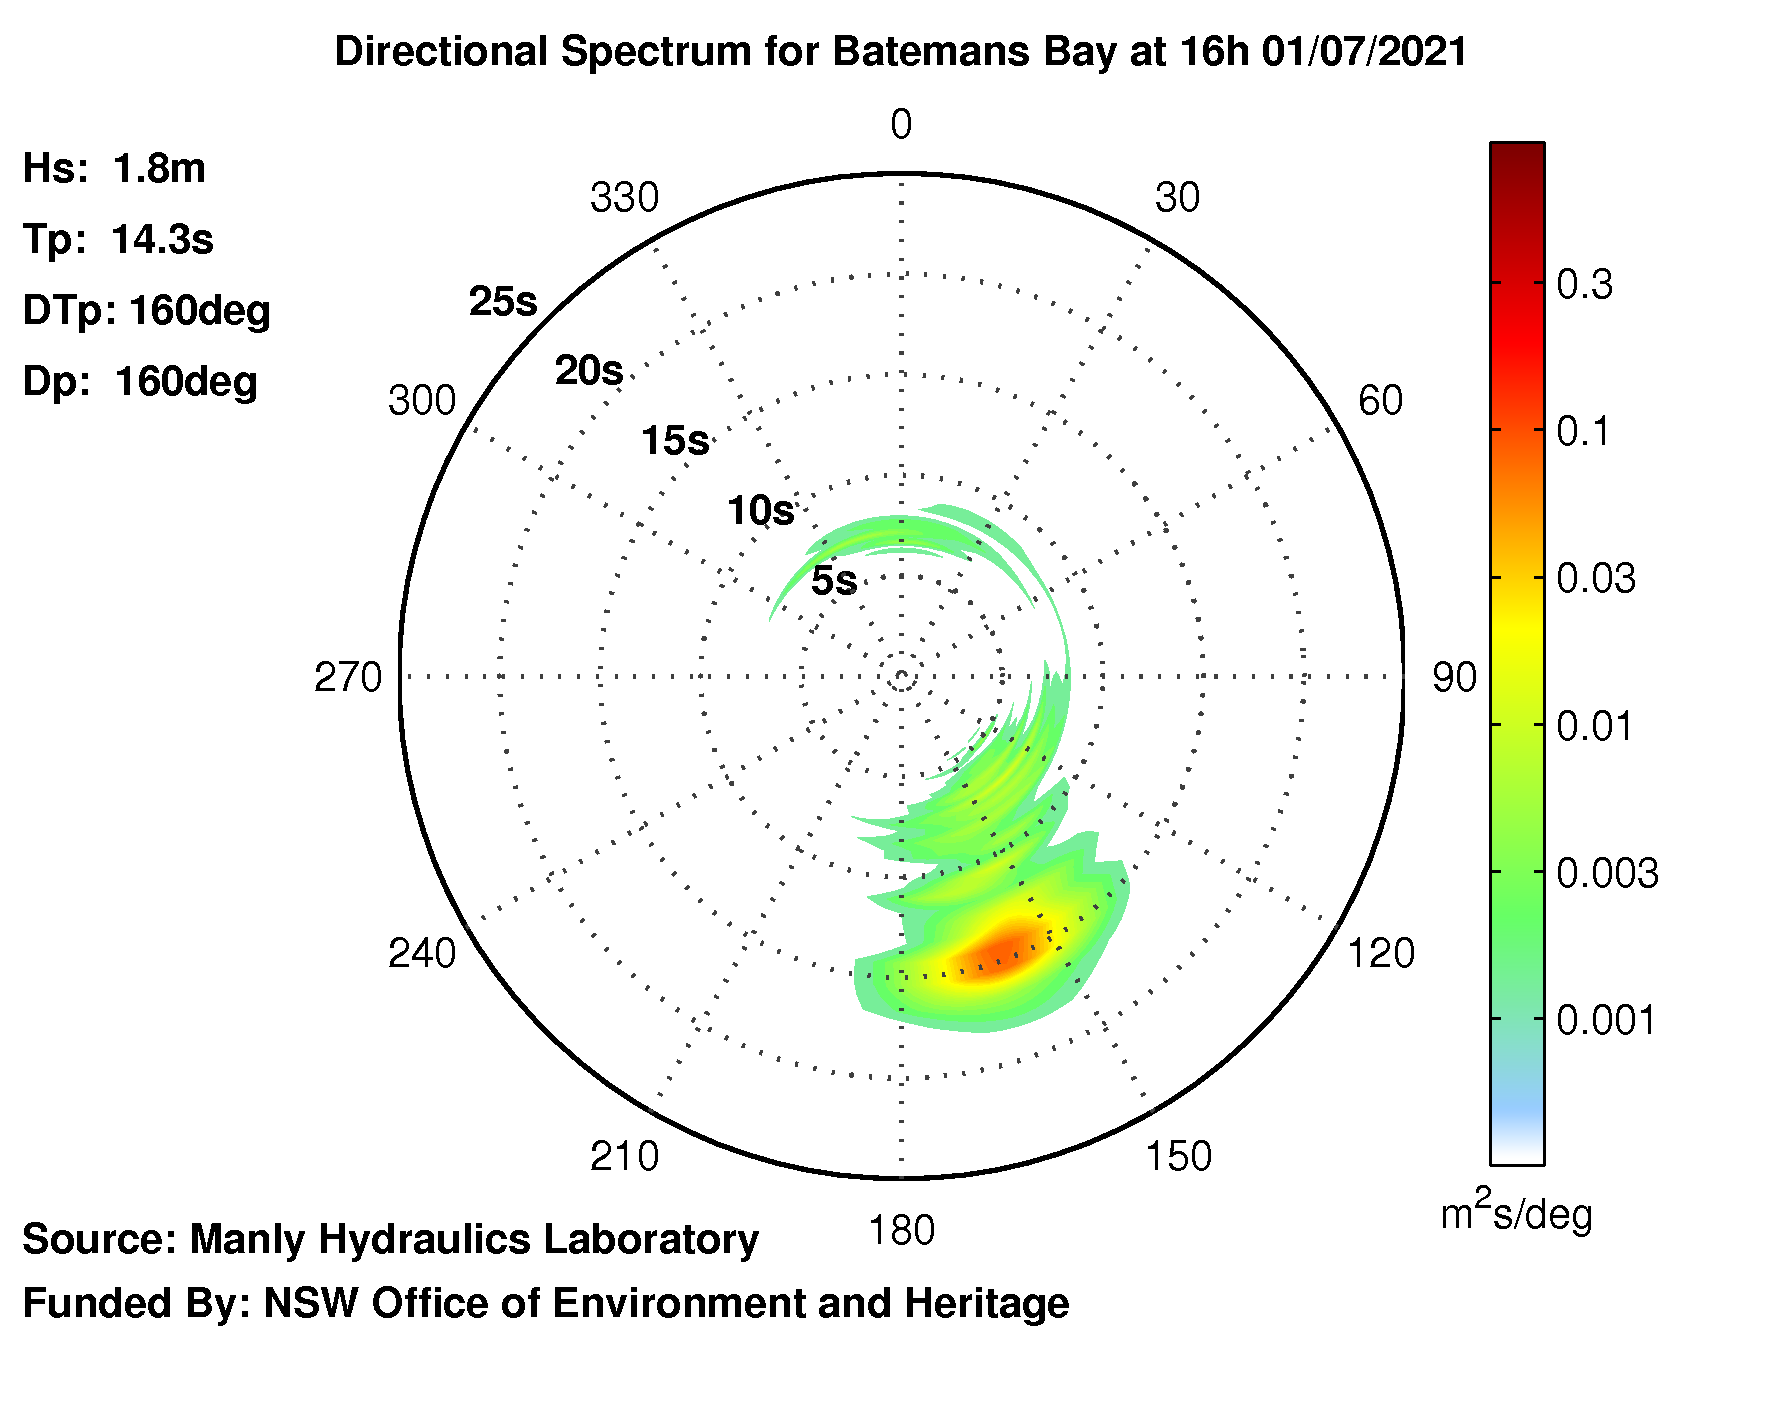 Directional Spectrum for Batemans Bay at 16h 01/07/2021
Hs: 1.8m
Tp: 14.3s
DTp: 160deg
Dp: 160deg
0
30
60
90
120
150
180
210
240
270
300
330
25s
20s
15s
10s
5s
0.3
0.1
0.03
0.01
0.003
0.001
m²s/deg
Source: Manly Hydraulics Laboratory
Funded By: NSW Office of Environment and Heritage